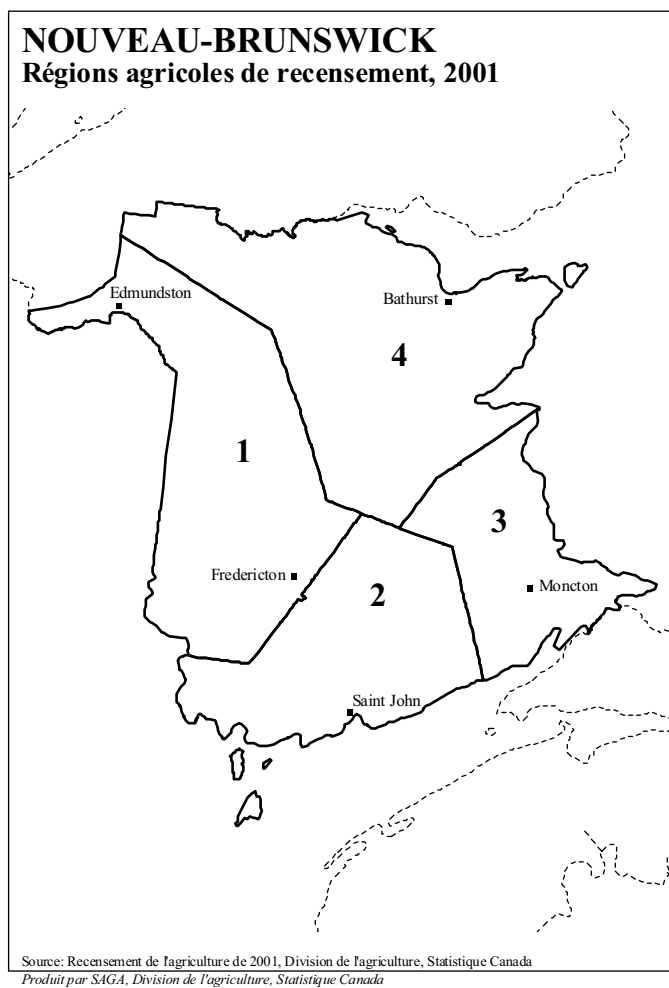 NOUVEAU-BRUNSWICK
Régions agricoles de recensement, 2001
Edmundston
Bathurst
4
1
3
Fredericton
Moncton
2
Saint John
Source: Recensement de l'agriculture de 2001, Division de l'agriculture, Statistique Canada
Produit par SAGA, Division de l'agriculture, Statistique Canada